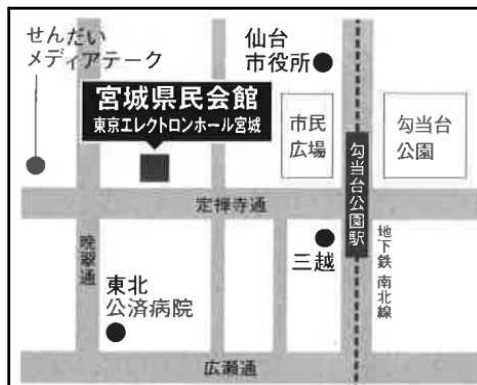 せんだい
メディアテーク
仙台
市役所
宮城県民会館
東京エレクトロンホール宮城
市民
広場
勾当台
公園
勾当台公園駅
定禅寺通
晩翠通
東北
公済病院
三越
地下鉄 南北線
広瀬通